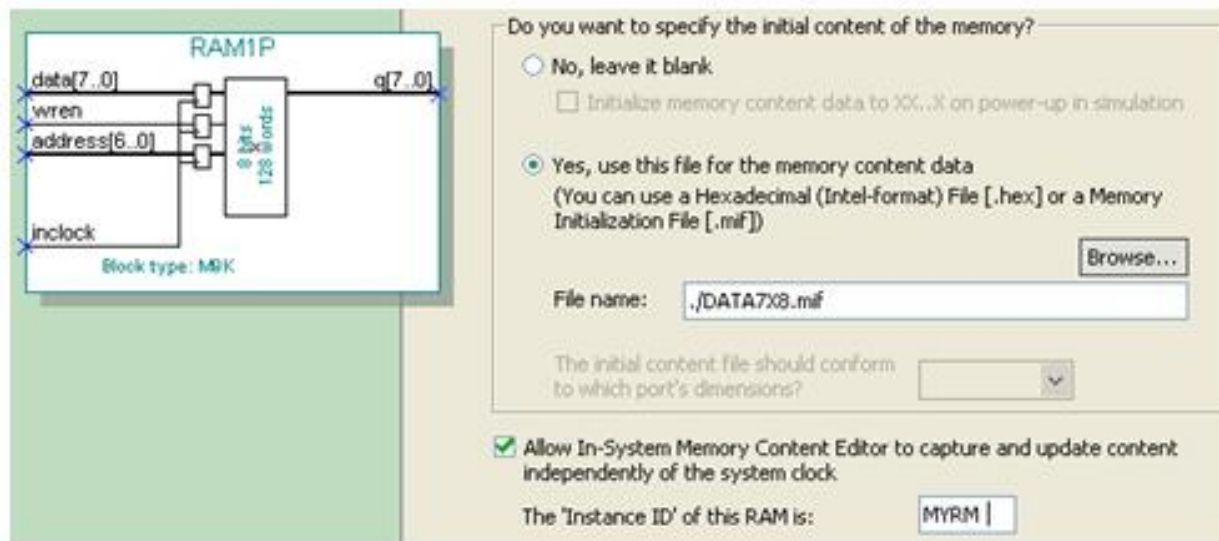 RAM1P
data[7..0]
q[7..0]
wren
address[6..0]
8 bits
128 words
inclock
Block type: M9K
Do you want to specify the initial content of the memory?
No, leave it blank
Initialize memory content data to XX..X on power-up in simulation
Yes, use this file for the memory content data
(You can use a Hexadecimal (Intel-format) File [.hex] or a Memory
Initialization File [.mif])
Browse...
File name:
./DATA7X8.mif
The initial content file should conform
to which port's dimensions?
Allow In-System Memory Content Editor to capture and update content
independently of the system clock
The 'Instance ID' of this RAM is:
MYRM